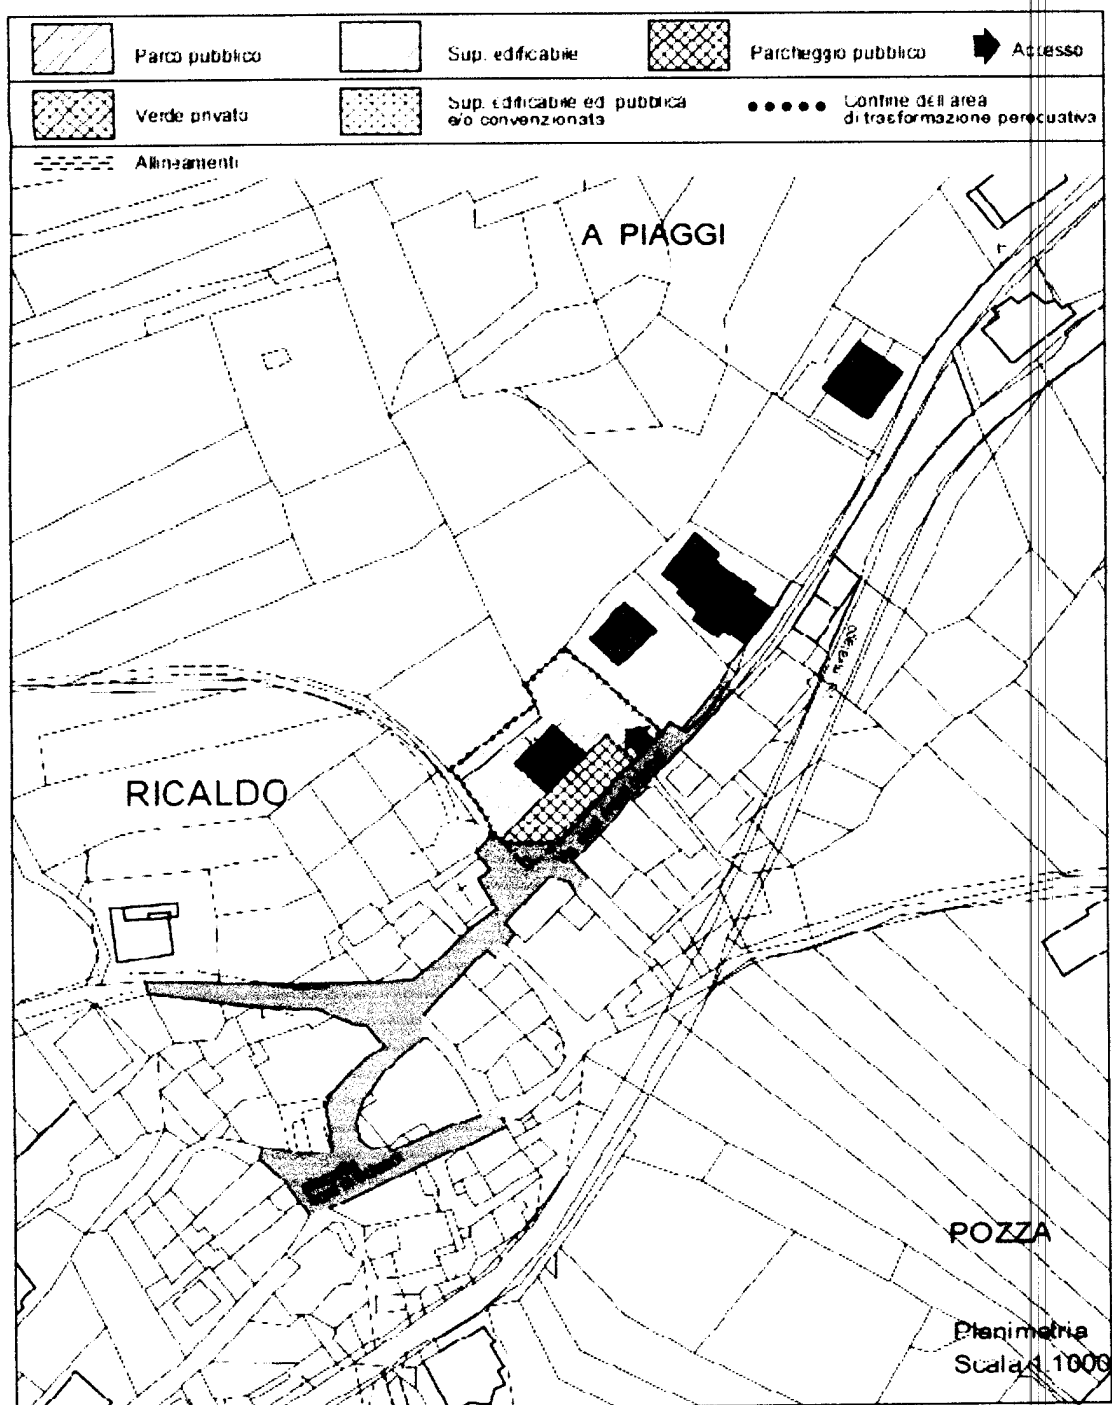 Parco pubblico
Sup. edificabile
Parcheggio pubblico
Accesso
Verde privato
Sup. edificabile ed. pubblica
e/o convenzionata
Confine dell area
di trasformazione perequativa
Allineamenti
A PIAGGI
RICALDO
POZZA
Planimetria
Scala 1:1000